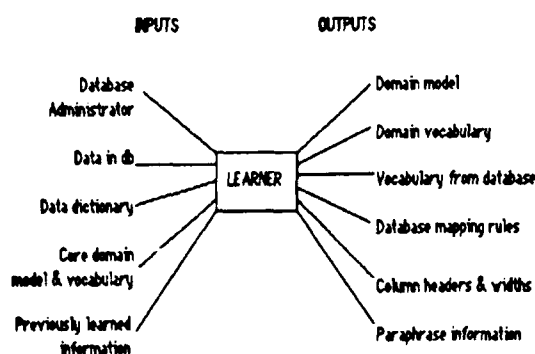 INPUTS
OUTPUTS
Database
Administrator
Data in db
Data dictionary
Core domain
model & vocabulary
Previously learned
information
LEARNER
Domain model
Domain vocabulary
Vocabulary from database
Database mapping rules
Column headers & widths
Paraphrase information